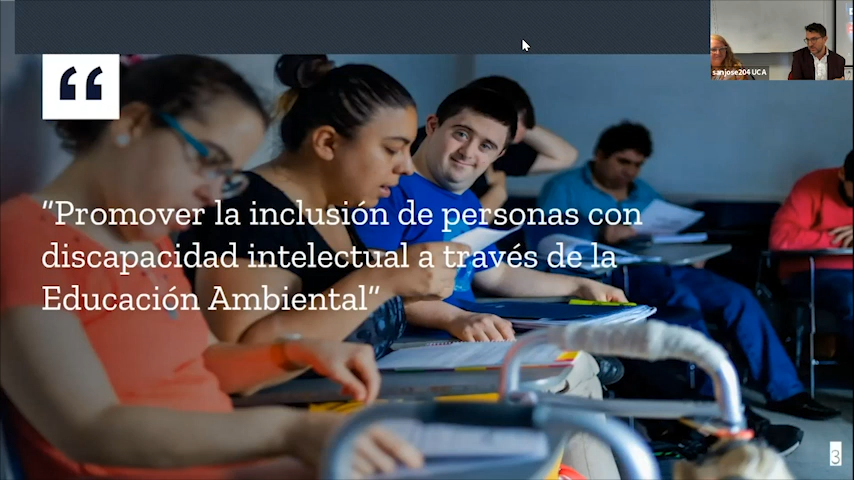 sanjose204 UCA
“
“Promover la inclusión de personas con
discapacidad intelectual a través de la
Educación Ambiental”
3